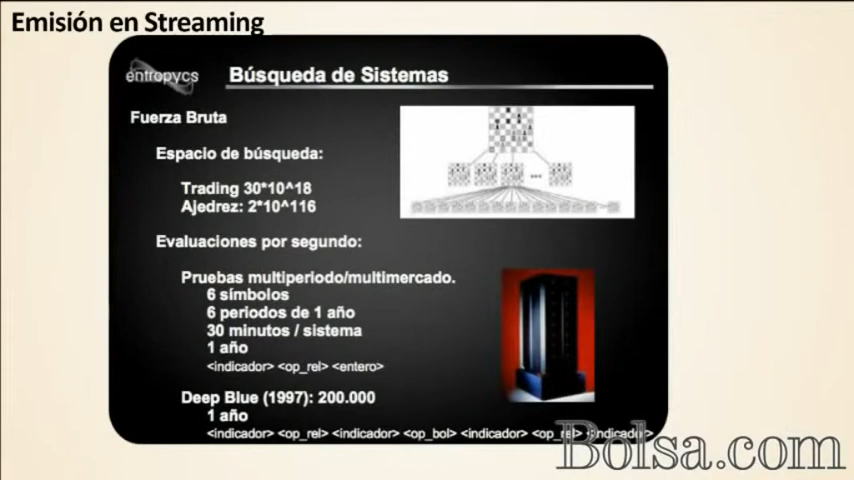 Emisión en Streaming
entropycs
Búsqueda de Sistemas
Fuerza Bruta
Espacio de búsqueda:
Trading 30*10^18
Ajedrez: 2*10^116
Evaluaciones por segundo:
Pruebas multiperiodo/multimercado.
6 símbolos
6 periodos de 1 año
30 minutos / sistema
1 año
<indicador> <op_rel> <entero>
Deep Blue (1997): 200.000
1 año
<indicador> <op_rel> <indicador> <op_bol> <indicador> <op_rel> <indicador>
Bolsa.com